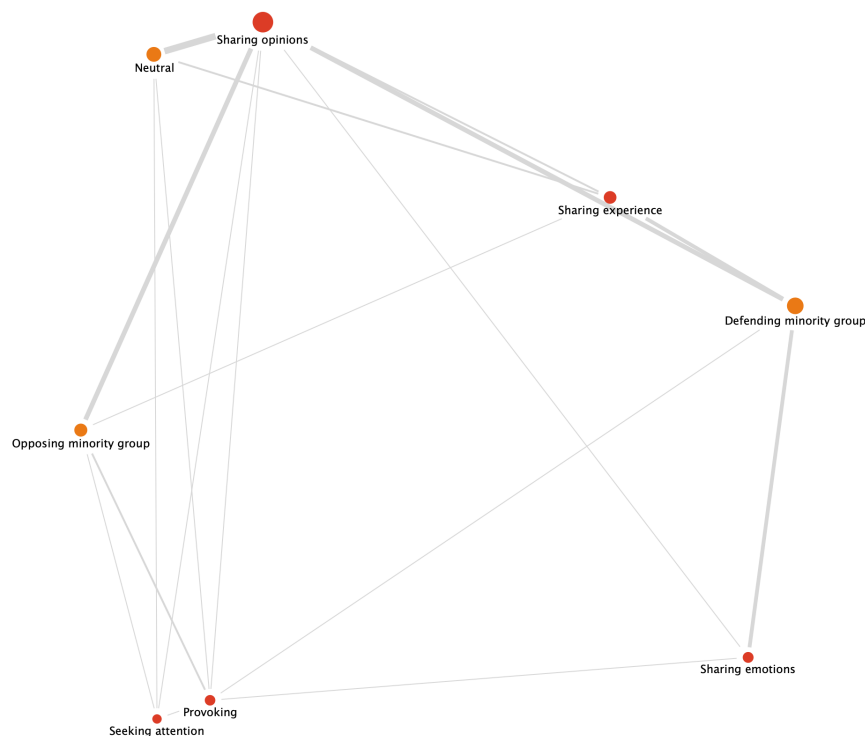 Sharing opinions
Neutral
Sharing experience
Defending minority group
Opposing minority group
Sharing emotions
Provoking
Seeking attention